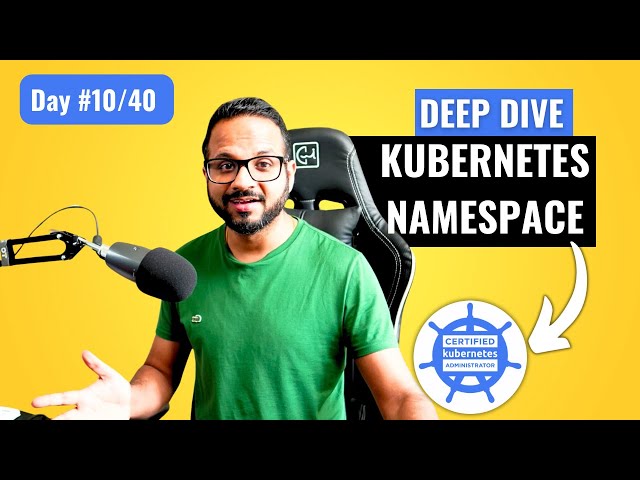 Day #10/40
DEEP DIVE
KUBERNETES
NAMESPACE
CERTIFIED
kubernetes
ADMINISTRATOR